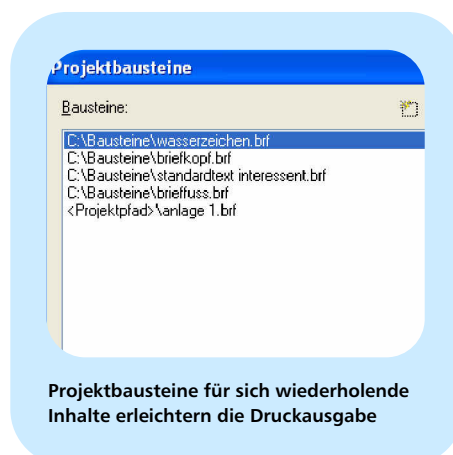 Projektbausteine
Bausteine:
C:\Bausteine\wasserzeichen.brf
C:\Bausteine\briefkopf.brf
C:\Bausteine\standardtext interessent.brf
C:\Bausteine\brieffuss.brf
<Projektpfad>\anlage 1.brf
Projektbausteine für sich wiederholende
Inhalte erleichtern die Druckausgabe